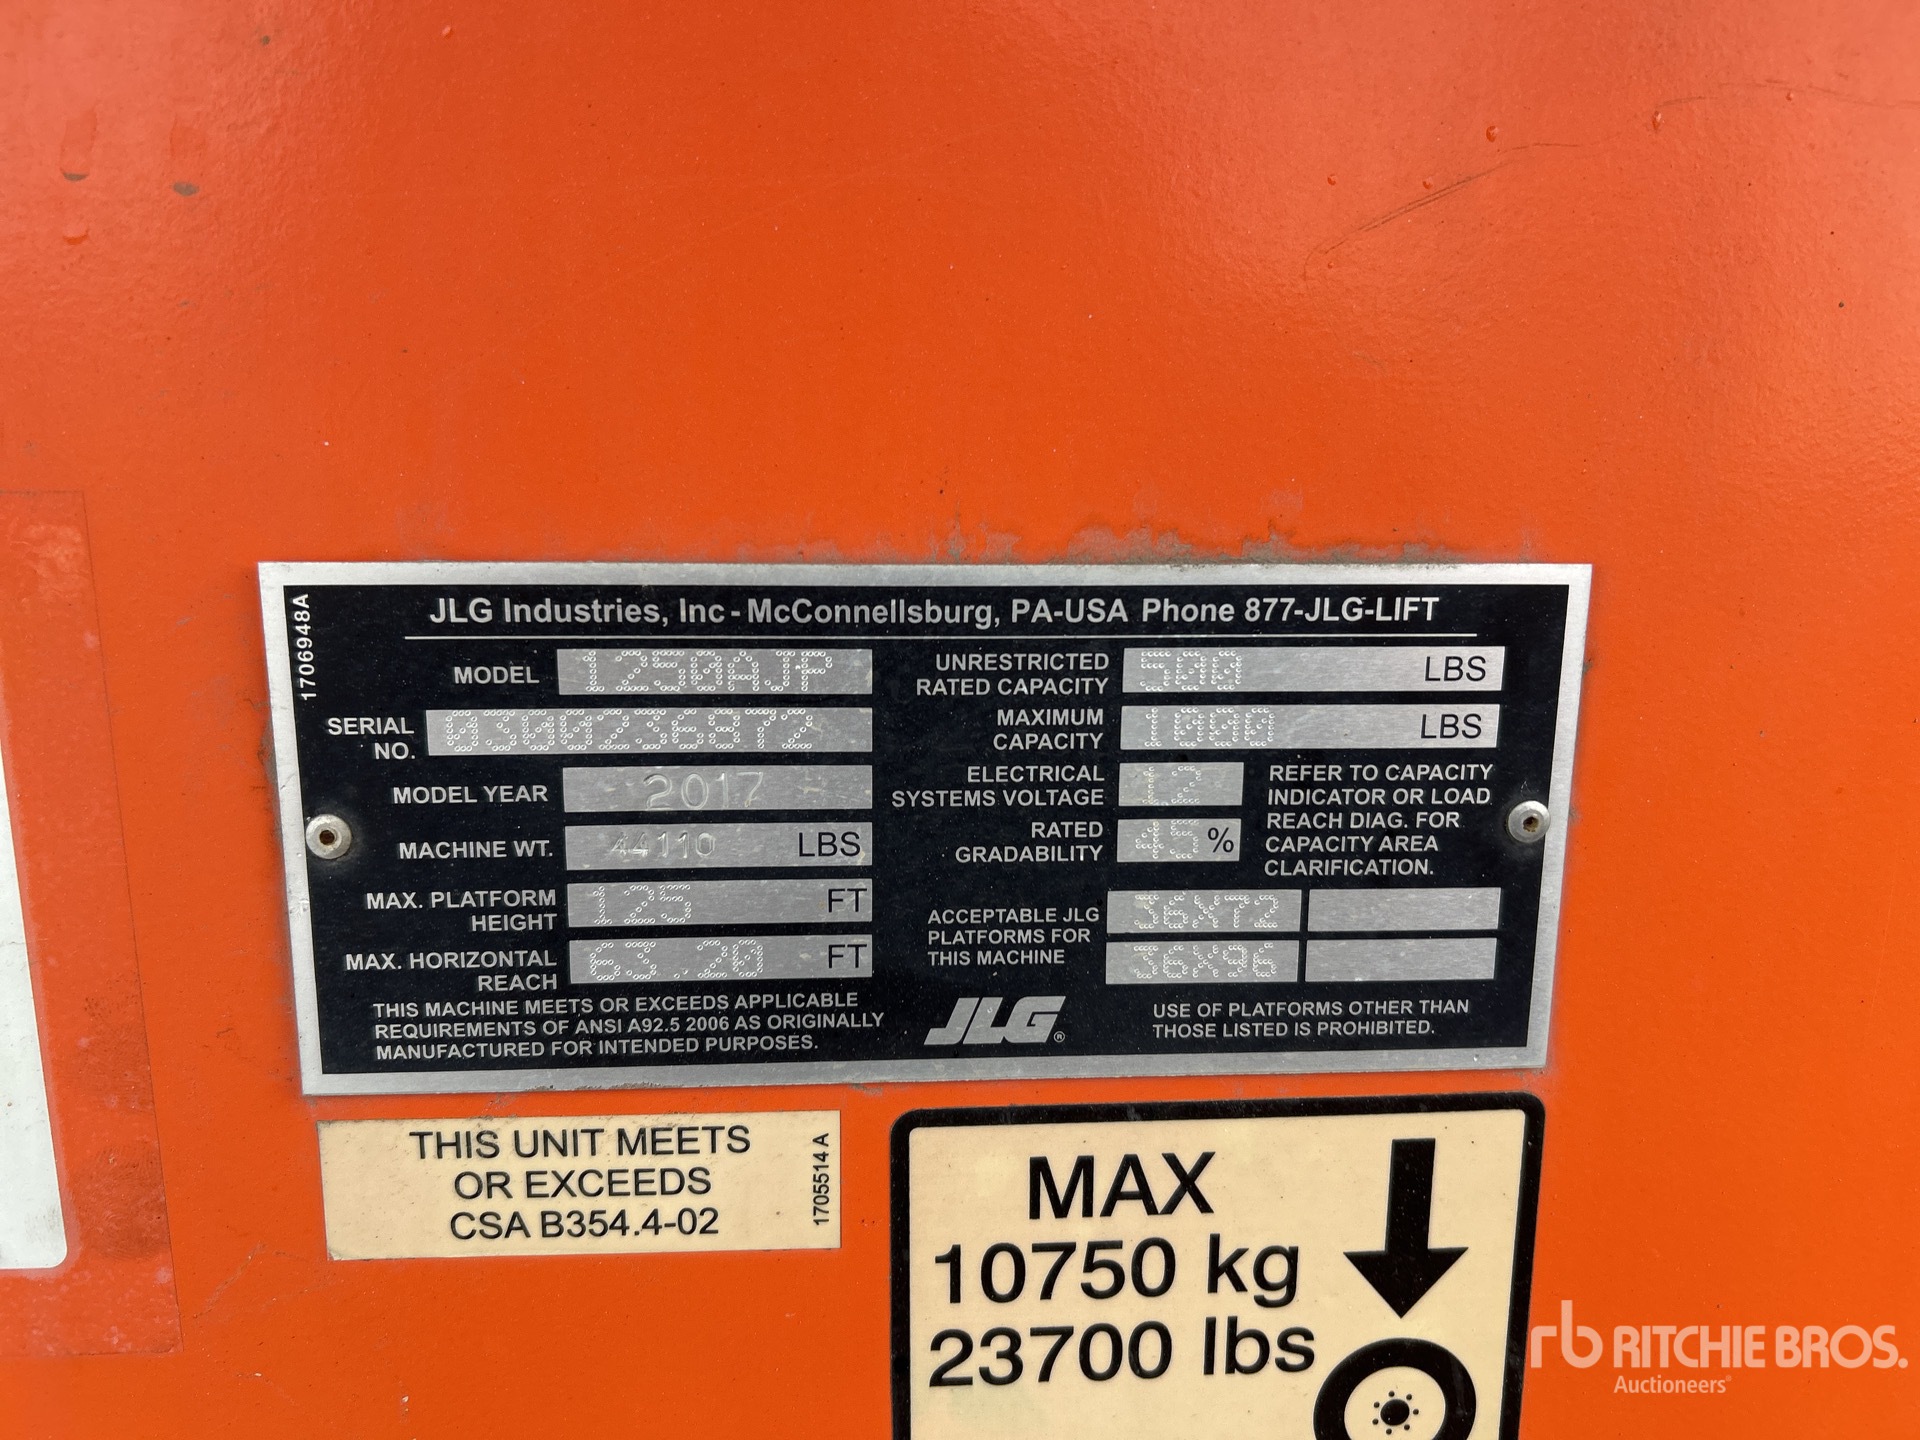 1706948A
JLG Industries, Inc - McConnellsburg, PA-USA Phone 877-JLG-LIFT
MODEL 1250AJP
SERIAL NO. 0300236877
MODEL YEAR 2017
MACHINE WT. 44110 LBS
MAX. PLATFORM HEIGHT 125 FT
MAX. HORIZONTAL REACH 63.20 FT
THIS MACHINE MEETS OR EXCEEDS APPLICABLE
REQUIREMENTS OF ANSI A92.5 2006 AS ORIGINALLY
MANUFACTURED FOR INTENDED PURPOSES.
UNRESTRICTED RATED CAPACITY 500 LBS
MAXIMUM CAPACITY 1000 LBS
ELECTRICAL SYSTEMS VOLTAGE 12
RATED GRADABILITY 45 %
REFER TO CAPACITY
INDICATOR OR LOAD
REACH DIAG. FOR
CAPACITY AREA
CLARIFICATION.
ACCEPTABLE JLG
PLATFORMS FOR
THIS MACHINE
36X72
36X96
JLG®
USE OF PLATFORMS OTHER THAN
THOSE LISTED IS PROHIBITED.
THIS UNIT MEETS
OR EXCEEDS
CSA B354.4-02
1705514 A
MAX
10750 kg
23700 lbs
rb RITCHIE BROS.
Auctioneers